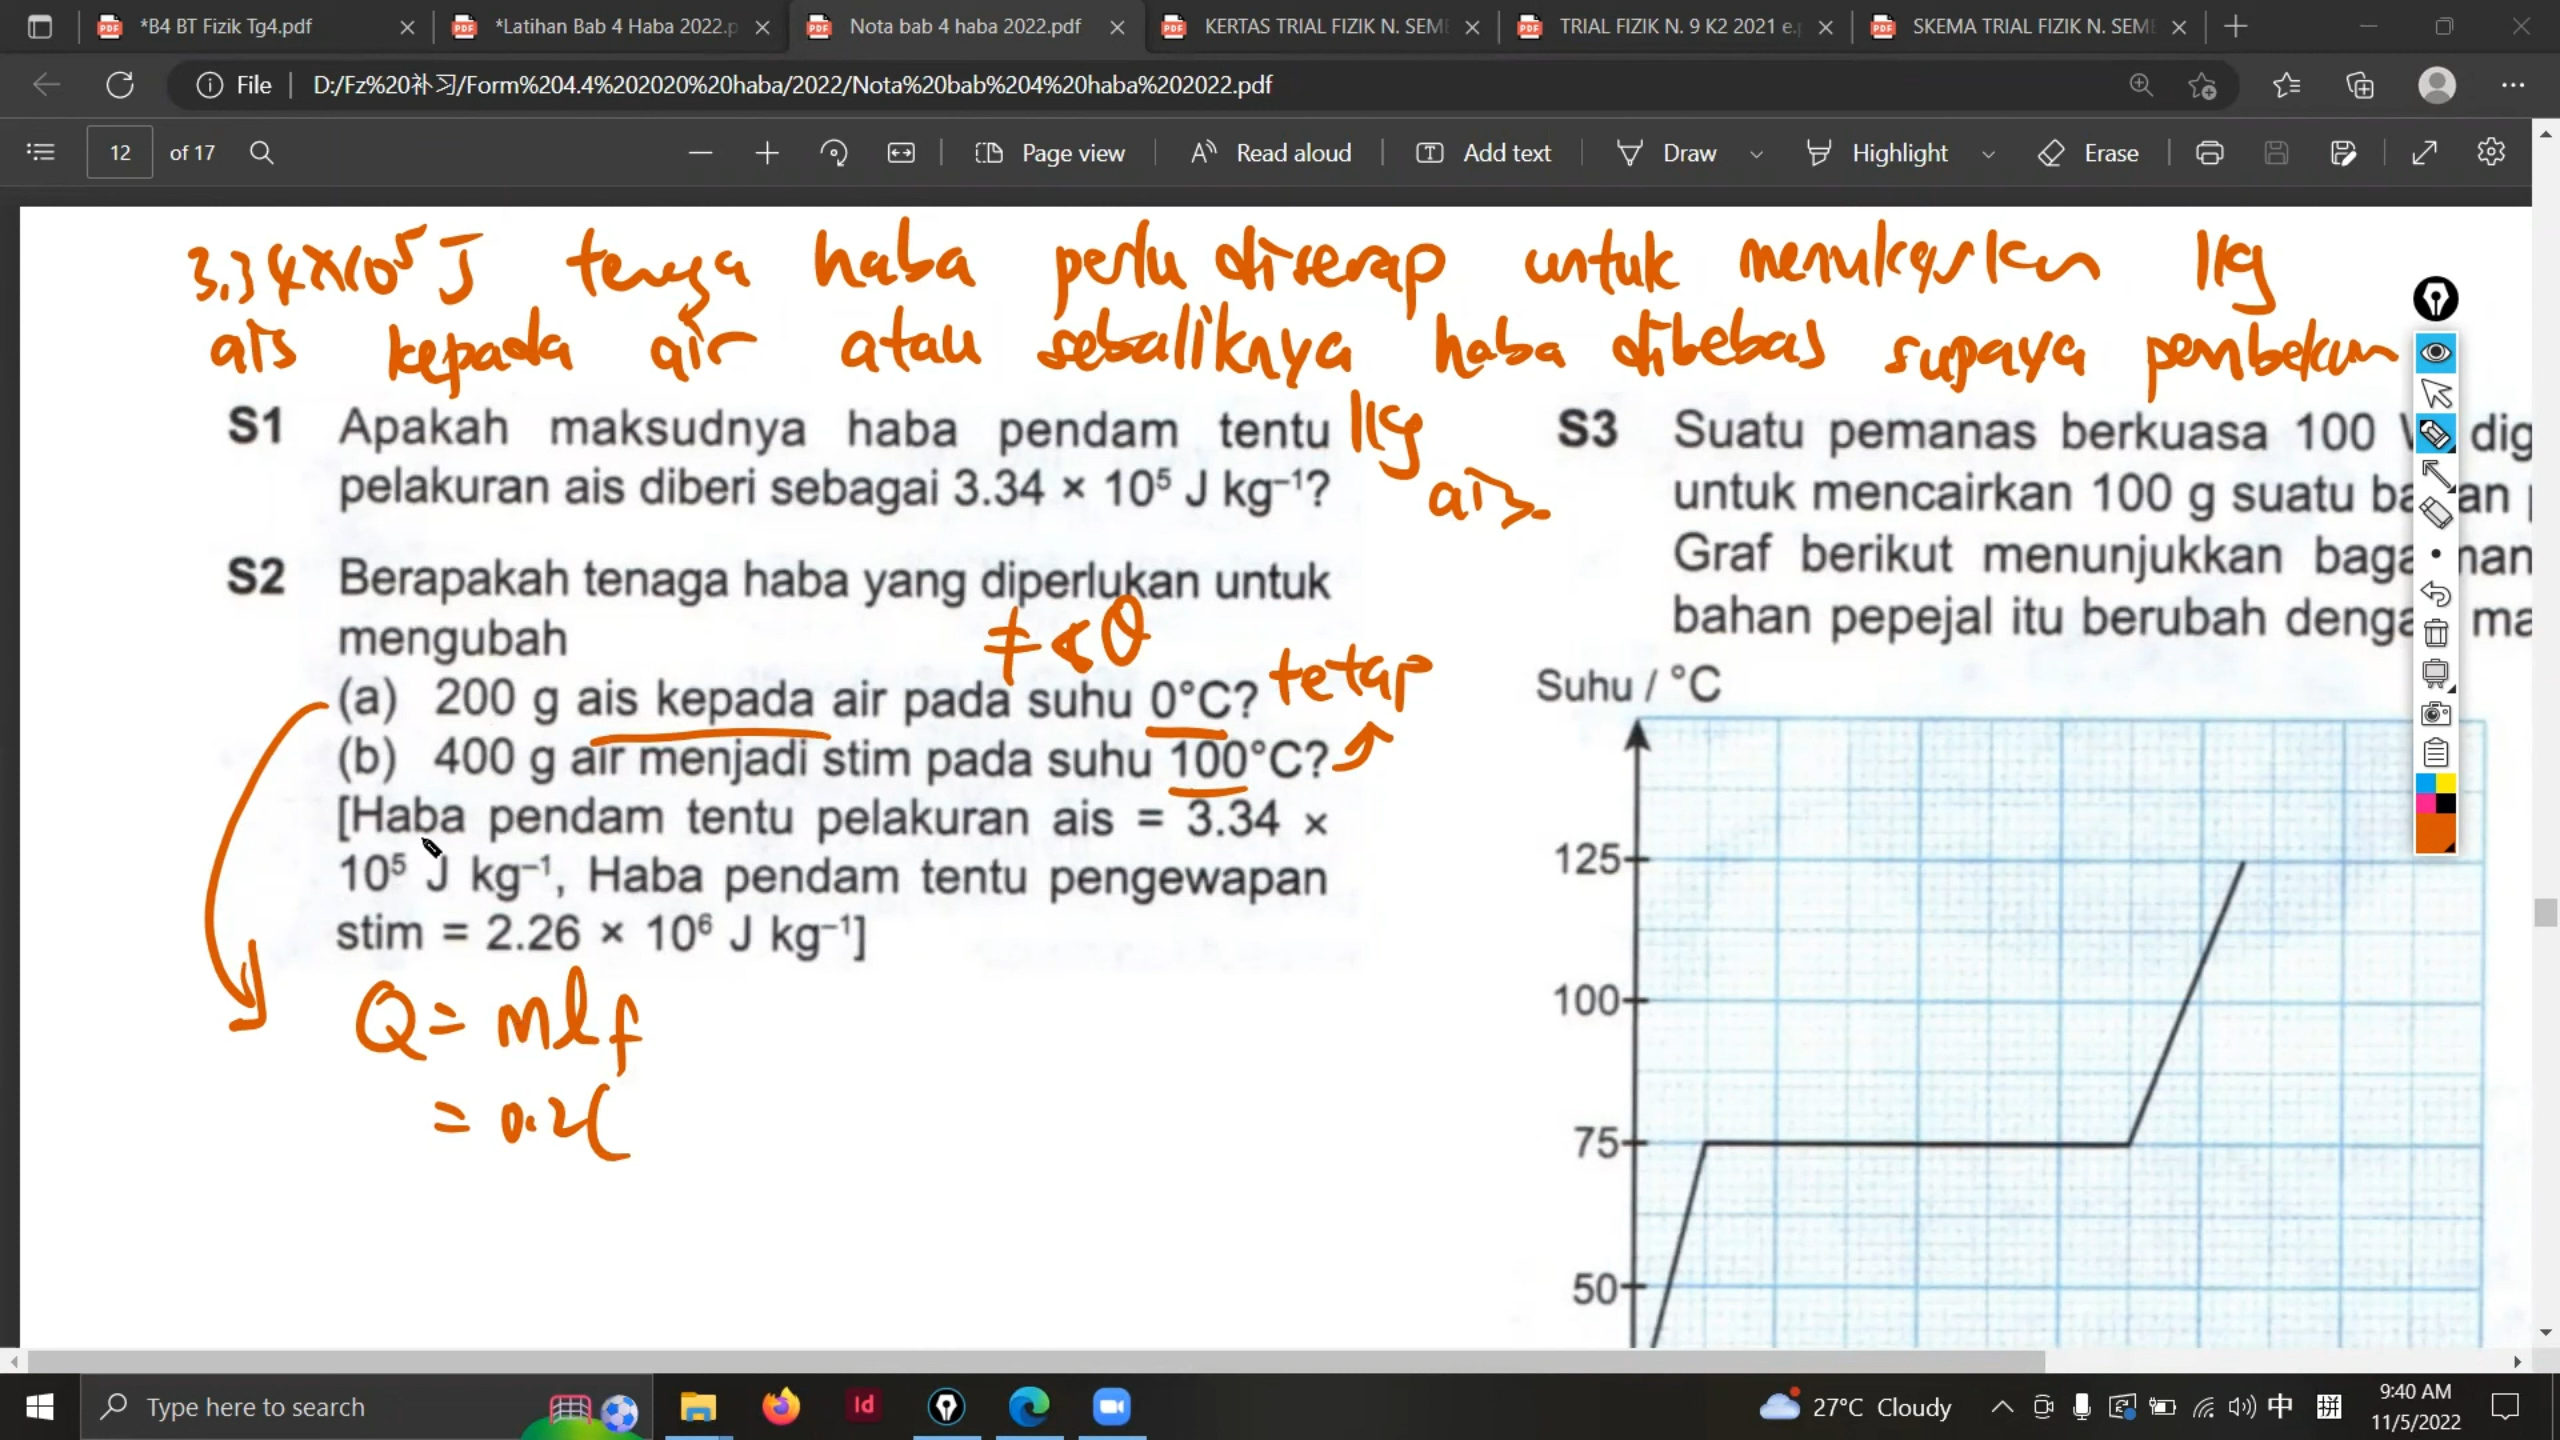 *B4 BT Fizik Tg4.pdf
*Latihan Bab 4 Haba 2022.p
Nota bab 4 haba 2022.pdf
KERTAS TRIAL FIZIK N. SEM
TRIAL FIZIK N. 9 K2 2021 e.
SKEMA TRIAL FIZIK N. SEM
File
D:/Fz%20补习/Form%204.4%202020%20haba/2022/Nota%20bab%204%20haba%202022.pdf
12 of 17
Page view
Read aloud
Add text
Draw
Highlight
Erase
3.34×10⁵ J tenaga haba perlu diserap untuk menukarkan 1kg
ais kepada air atau sebaliknya haba dibebas supaya pembekuan
1kg
ais.
S1 Apakah maksudnya haba pendam tentu
pelakuran ais diberi sebagai 3.34 × 10⁵ J kg⁻¹?
S2 Berapakah tenaga haba yang diperlukan untuk
mengubah
θ
(a) 200 g ais kepada air pada suhu 0°C? tetap
(b) 400 g air menjadi stim pada suhu 100°C?
[Haba pendam tentu pelakuran ais = 3.34 ×
10⁵ J kg⁻¹, Haba pendam tentu pengewapan
stim = 2.26 × 10⁶ J kg⁻¹]
Q = mlf
= 0.2(
S3 Suatu pemanas berkuasa 100 dig
untuk mencairkan 100 g suatu
Graf berikut menunjukkan
bahan pepejal itu berubah
Suhu / °C
125
100
75
50
Type here to search
Id
27°C Cloudy
中
拼
9:40 AM
11/5/2022